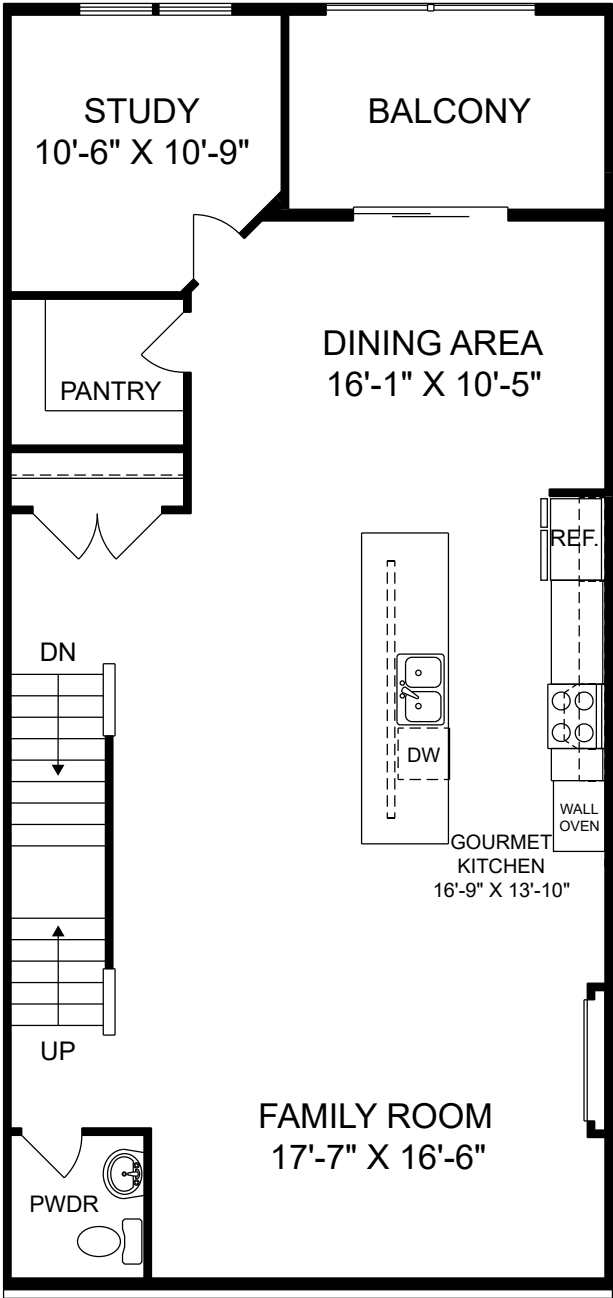 STUDY
10'-6" X 10'-9"
BALCONY
DINING AREA
16'-1" X 10'-5"
PANTRY
REF.
DN
DW
WALL
OVEN
GOURMET
KITCHEN
16'-9" X 13'-10"
UP
FAMILY ROOM
17'-7" X 16'-6"
PWDR